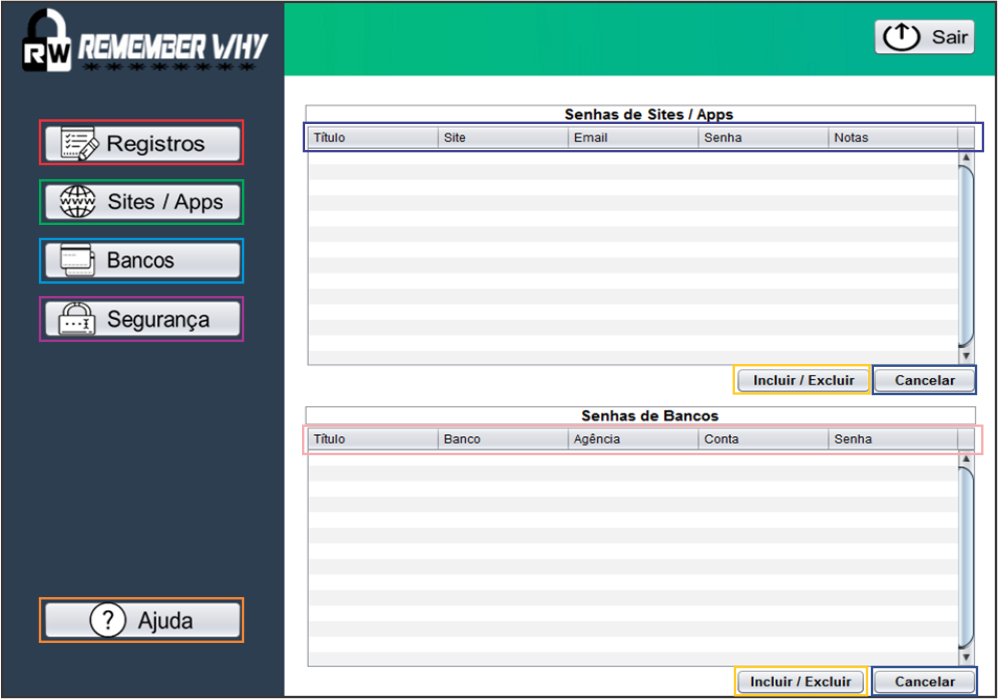 RW REMEMBER WHY
Sair
Registros
www Sites / Apps
Bancos
Segurança
? Ajuda
Senhas de Sites / Apps
Título Site Email Senha Notas
Incluir / Excluir Cancelar
Senhas de Bancos
Título Banco Agência Conta Senha
Incluir / Excluir Cancelar